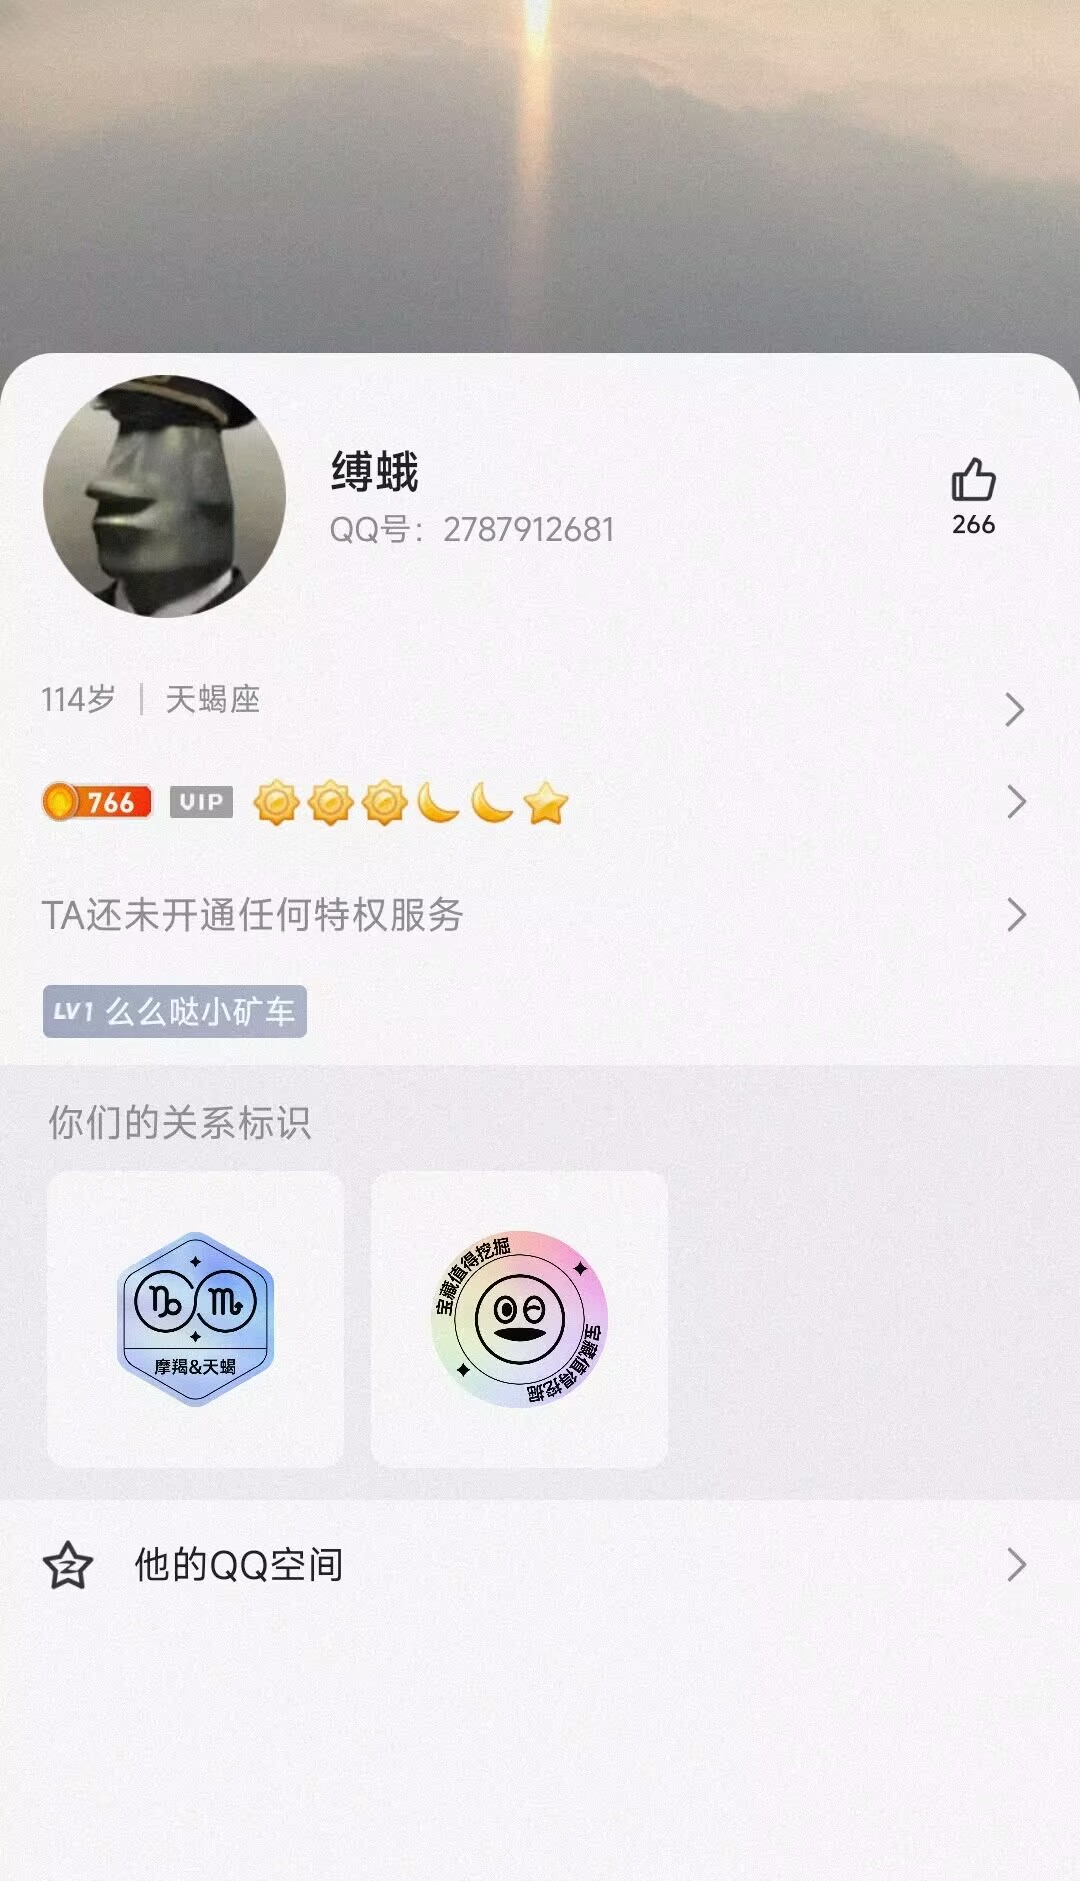 缚蛾
QQ号：2787912681
266
114岁 | 天蝎座
766 VIP
TA还未开通任何特权服务
LV1 么么哒小矿车
你们的关系标识
摩羯&天蝎
宝藏值得挖掘
宝藏值得挖掘
他的QQ空间